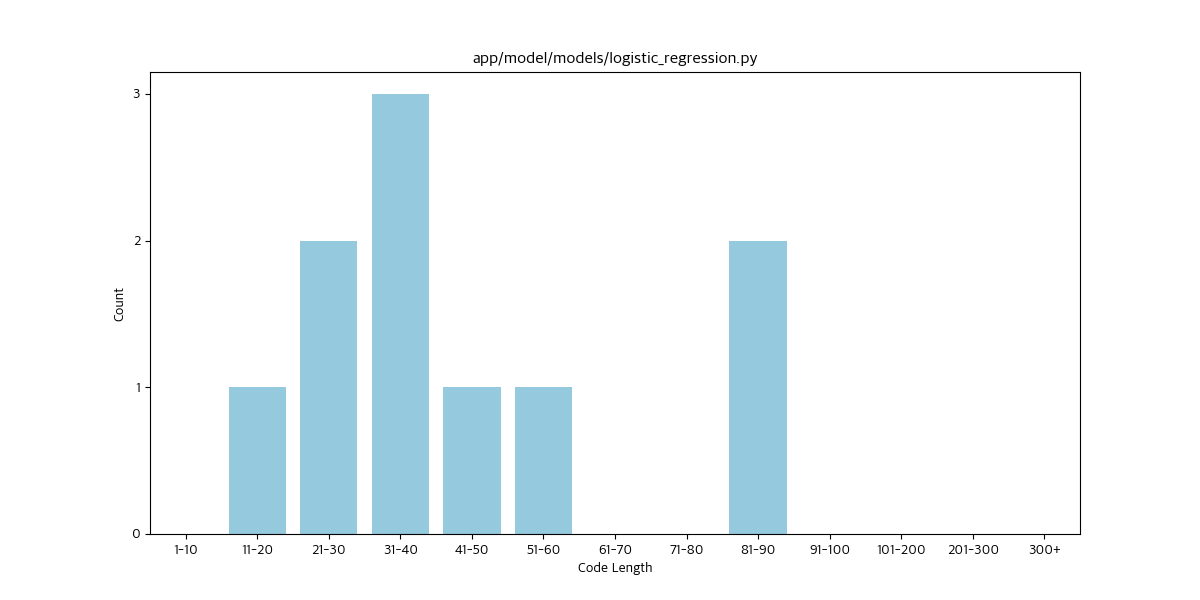 app/model/models/logistic_regression.py
3
2
1
0
Count
1-10 11-20 21-30 31-40 41-50 51-60 61-70 71-80 81-90 91-100 101-200 201-300 300+
Code Length